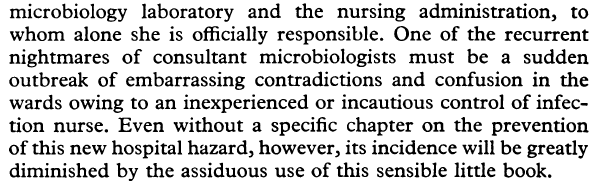 microbiology laboratory and the nursing administration, to
whom alone she is officially responsible. One of the recurrent
nightmares of consultant microbiologists must be a sudden
outbreak of embarrassing contradictions and confusion in the
wards owing to an inexperienced or incautious control of infec-
tion nurse. Even without a specific chapter on the prevention
of this new hospital hazard, however, its incidence will be greatly
diminished by the assiduous use of this sensible little book.